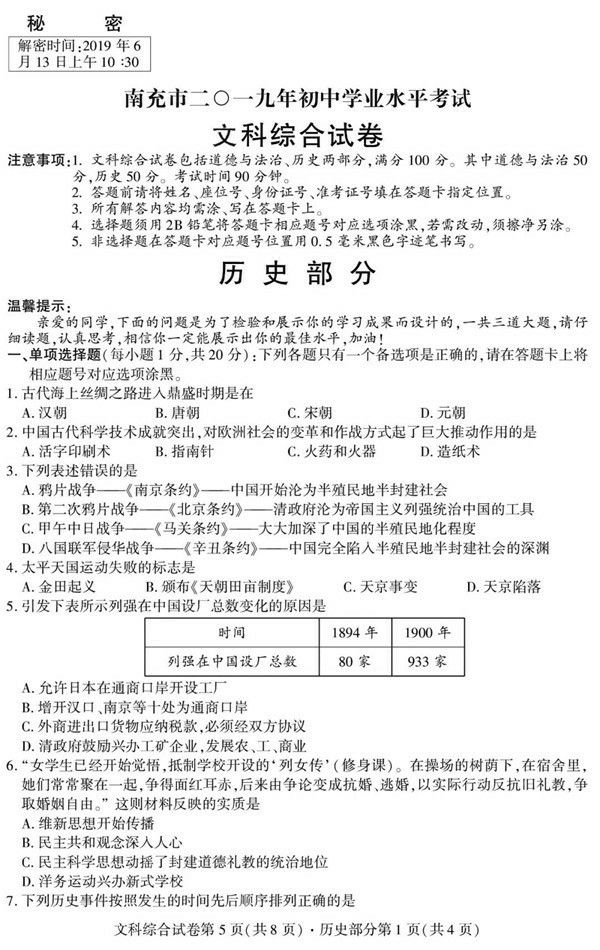 秘 密
解密时间:2019 年 6
月 13 日上午 10 :30
南充市二〇一九年初中学业水平考试
文科综合试卷
注意事项:1. 文科综合试卷包括道德与法治、历史两部分,满分 100 分。其中道德与法治 50
分,历史 50 分。考试时间 90 分钟。
2. 答题前请将姓名、座位号、身份证号、准考证号填在答题卡指定位置。
3. 所有解答内容均需涂、写在答题卡上。
4. 选择题须用 2B 铅笔将答题卡相应题号对应选项涂黑,若需改动,须擦净另涂。
5. 非选择题在答题卡对应题号位置用 0.5 毫米黑色字迹笔书写。
历 史 部 分
温馨提示:
亲爱的同学,下面的问题是为了检验和展示你的学习成果而设计的,一共三道大题,请仔
细读题,认真思考,相信你一定能展示出你的最佳水平,加油!
一、单项选择题(每小题 1 分,共 20 分):下列各题只有一个备选项是正确的,请在答题卡上将
相应题号对应选项涂黑。
1. 古代海上丝绸之路进入鼎盛时期是在
A. 汉朝 B. 唐朝 C. 宋朝 D. 元朝
2. 中国古代科学技术成就突出,对欧洲社会的变革和作战方式起了巨大推动作用的是
A. 活字印刷术 B. 指南针 C. 火药和火器 D. 造纸术
3. 下列表述错误的是
A. 鸦片战争——《南京条约》——中国开始沦为半殖民地半封建社会
B. 第二次鸦片战争——《北京条约》——清政府沦为帝国主义列强统治中国的工具
C. 甲午中日战争——《马关条约》——大大加深了中国的半殖民地化程度
D. 八国联军侵华战争——《辛丑条约》——中国完全陷入半殖民地半封建社会的深渊
4. 太平天国运动失败的标志是
A. 金田起义 B. 颁布《天朝田亩制度》 C. 天京事变 D. 天京陷落
5. 引发下表所示列强在中国设厂总数变化的原因是
时间 1894 年 1900 年
列强在中国设厂总数 80 家 933 家
A. 允许日本在通商口岸开设工厂
B. 增开汉口、南京等十处为通商口岸
C. 外商进出口货物应纳税款,必须经双方协议
D. 清政府鼓励兴办工矿企业,发展农、工、商业
6. “女学生已经开始觉悟,抵制学校开设的‘列女传’(修身课)。在操场的树荫下,在宿舍里,
她们常常聚在一起,争得面红耳赤,后来由争论变成抗婚、逃婚,以实际行动反抗旧礼教,争
取婚姻自由。”这则材料反映的实质是
A. 维新思想开始传播
B. 民主共和观念深入人心
C. 民主科学思想动摇了封建道德礼教的统治地位
D. 洋务运动兴办新式学校
7. 下列历史事件按照发生的时间先后顺序排列正确的是
文科综合试卷第 5 页(共 8 页)·历史部分第 1 页(共 4 页)